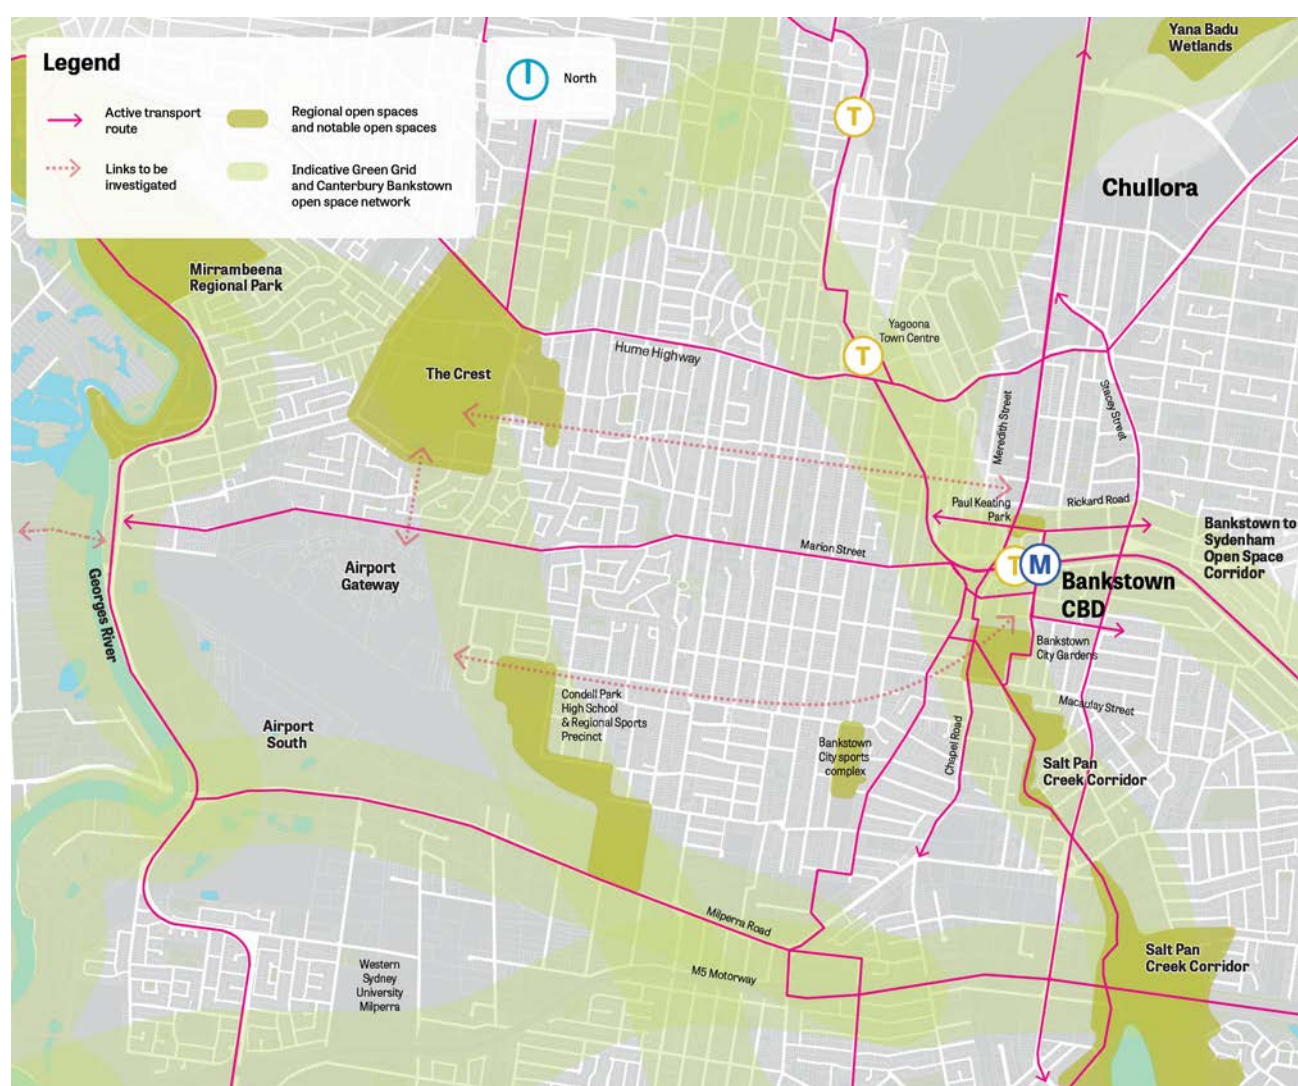 Legend
Active transport
route
Links to be
investigated
Regional open spaces
and notable open spaces
Indicative Green Grid
and Canterbury Bankstown
open space network
North
Yana Badu
Wetlands
T
Chullora
Mirrambeena
Regional Park
Yagoona
Town Centre
Hume Highway
T
The Crest
Meredith Street
Stacey Street
Paul Keating
Park
Rickard Road
Bankstown to
Sydenham
Open Space
Corridor
Marion Street
Airport
Gateway
T
M
Bankstown
CBD
Georges River
Bankstown
City Gardens
Condell Park
High School
& Regional Sports
Precinct
Macaulay Street
Airport
South
Bankstown
City sports
complex
Chapel Road
Salt Pan
Creek Corridor
Milperra Road
Salt Pan
Creek Corridor
M5 Motorway
Western
Sydney
University
Milperra